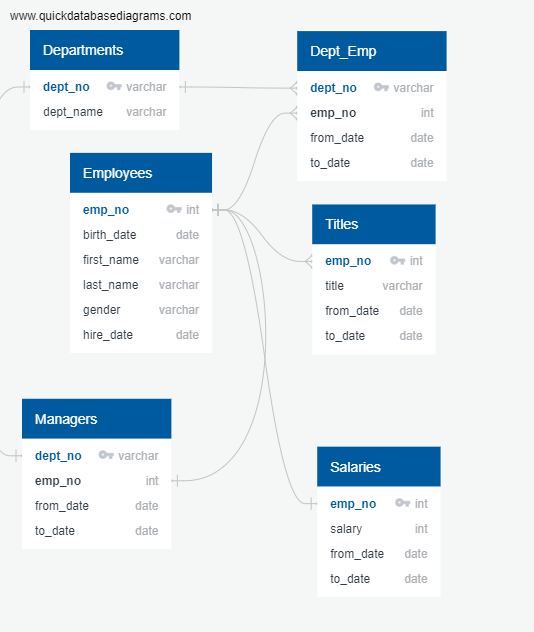 www.quickdatabasediagrams.com
Departments
dept_no varchar
dept_name varchar
Dept_Emp
dept_no varchar
emp_no int
from_date date
to_date date
Employees
emp_no int
birth_date date
first_name varchar
last_name varchar
gender varchar
hire_date date
Titles
emp_no int
title varchar
from_date date
to_date date
Managers
dept_no varchar
emp_no int
from_date date
to_date date
Salaries
emp_no int
salary int
from_date date
to_date date